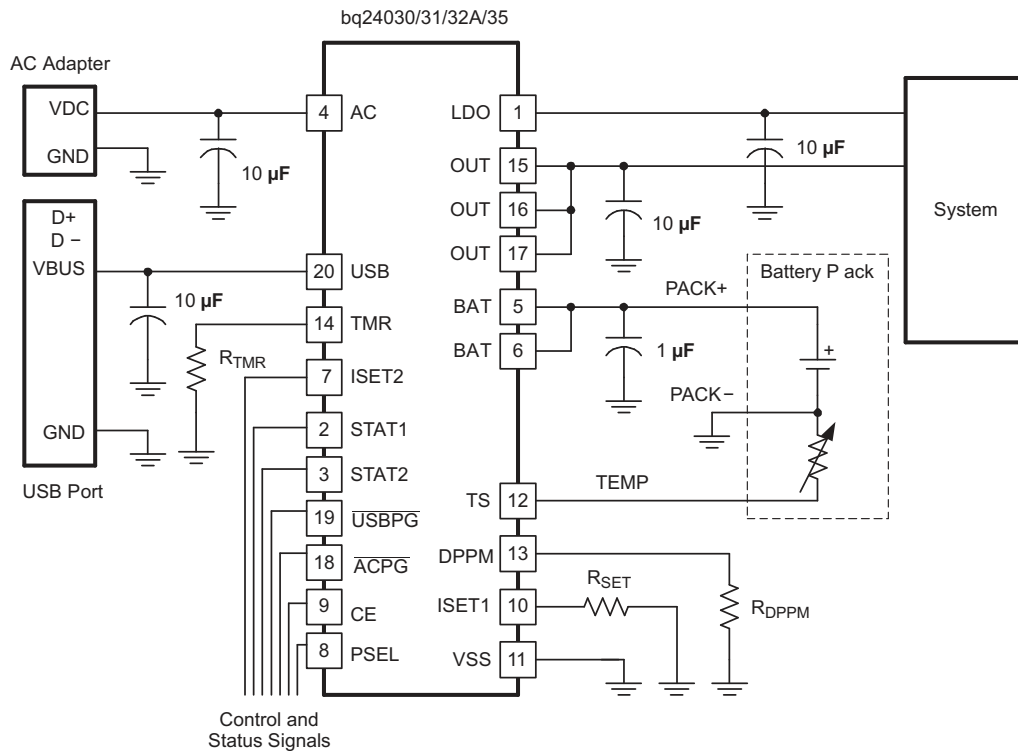 bq24030/31/32A/35
AC Adapter
VDC
GND
10 µF
4
AC
D+
D −
VBUS
GND
USB Port
10 µF
20
USB
14
TMR
RTMR
7
ISET2
2
STAT1
3
STAT2
19
USBPG
18
ACPG
9
CE
8
PSEL
Control and
Status Signals
LDO
1
10 µF
OUT
15
OUT
16
OUT
17
10 µF
System
BAT
5
BAT
6
PACK+
1 µF
Battery P ack
+
PACK−
TS
12
TEMP
DPPM
13
RDPPM
ISET1
10
RSET
VSS
11